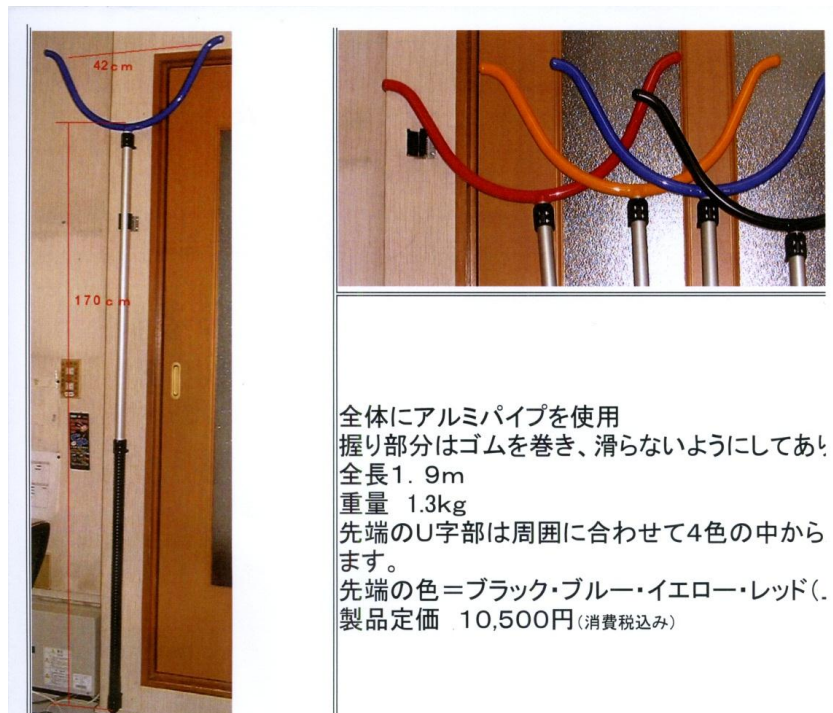 42cm
170cm
全体にアルミパイプを使用
握り部分はゴムを巻き、滑らないようにしてあり
全長1.9m
重量 1.3kg
先端のU字部は周囲に合わせて4色の中から
ます。
先端の色=ブラック・ブルー・イエロー・レッド(
製品定価 10,500円(消費税込み)